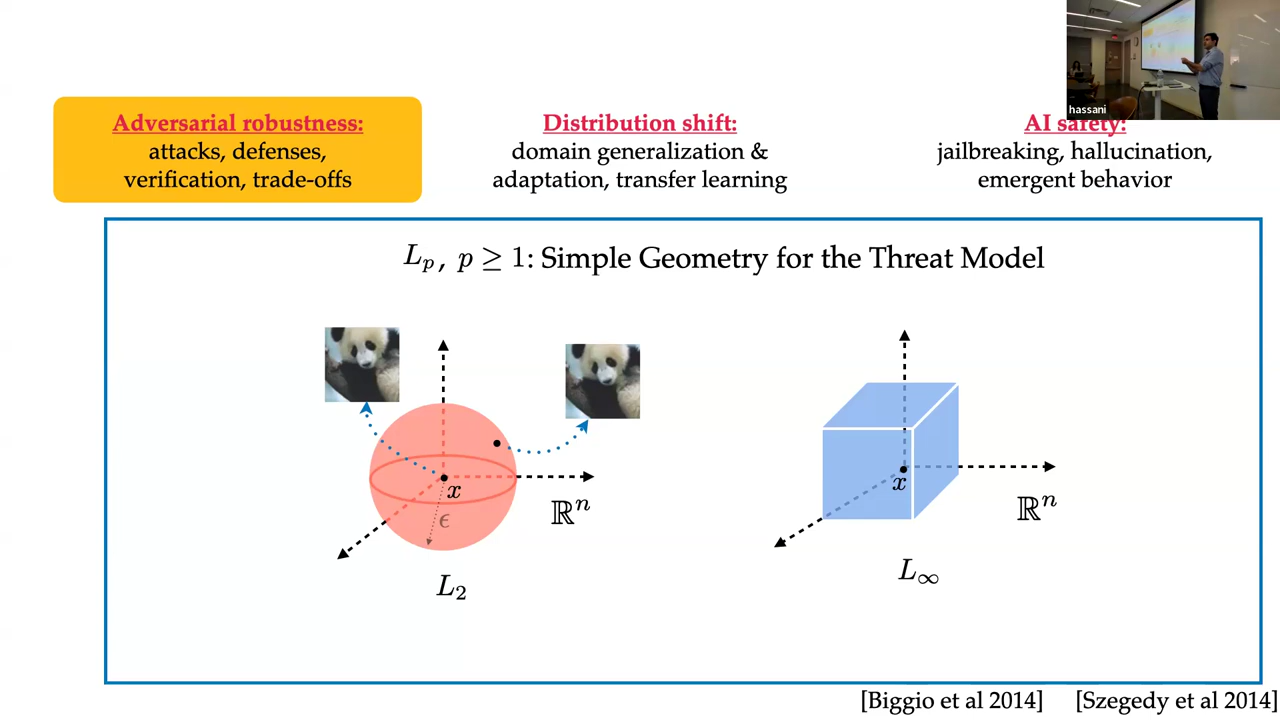 hassani
Adversarial robustness:
attacks, defenses,
verification, trade-offs
Distribution shift:
domain generalization &
adaptation, transfer learning
AI safety:
jailbreaking, hallucination,
emergent behavior
Lₚ, p ≥ 1: Simple Geometry for the Threat Model
x
ϵ
ℝⁿ
L₂
x
ℝⁿ
L∞
[Biggio et al 2014] [Szegedy et al 2014]